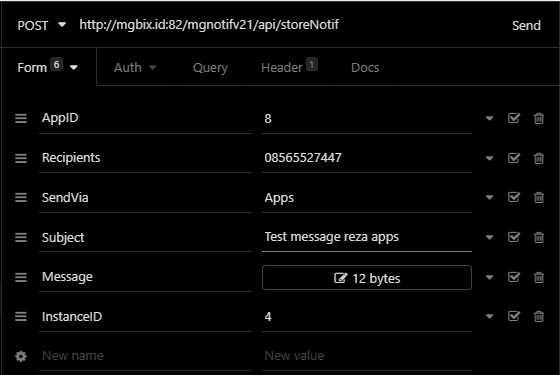 POST http://mgbix.id:82/mgnotifv21/api/storeNotif Send
Form 6 Auth Query Header 1 Docs
AppID 8
Recipients 08565527447
SendVia Apps
Subject Test message reza apps
Message 12 bytes
InstanceID 4
New name New value